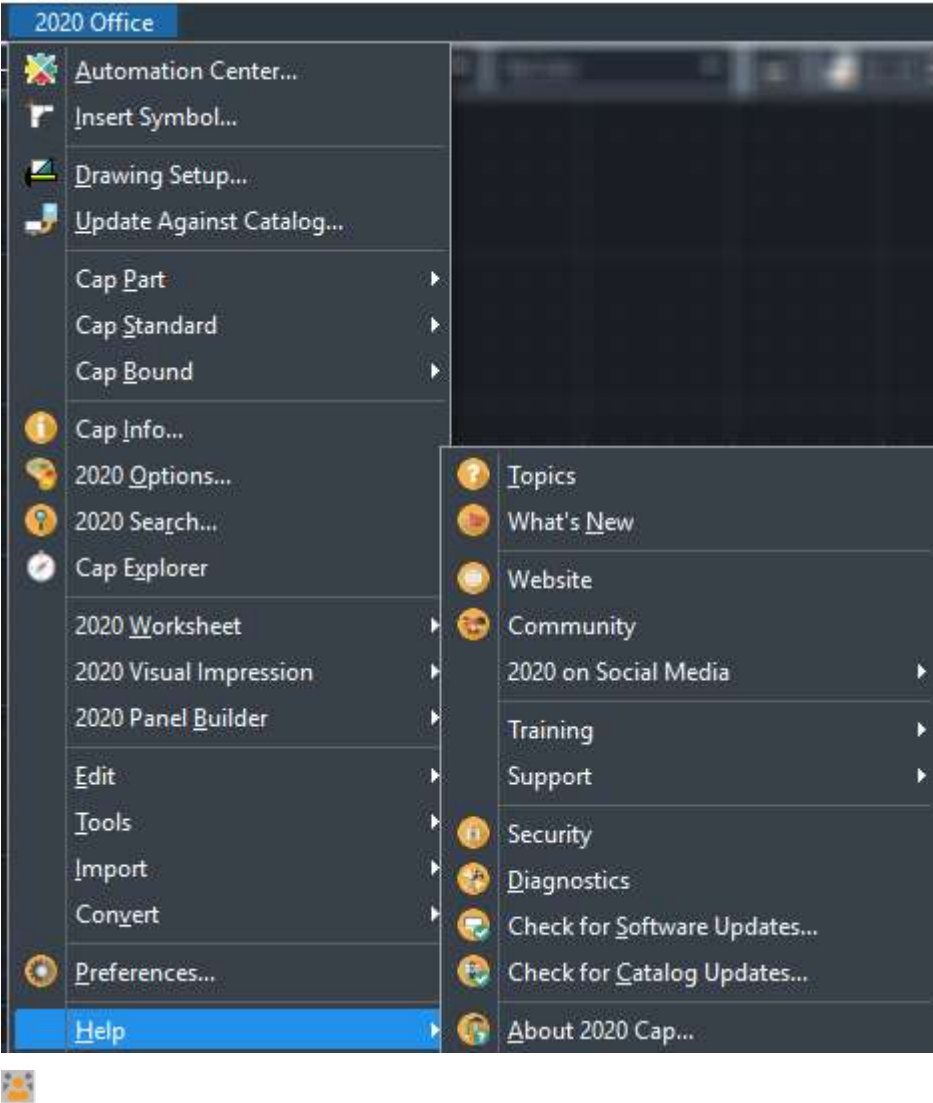 2020 Office
Automation Center...
Insert Symbol...
Drawing Setup...
Update Against Catalog...
Cap Part
Cap Standard
Cap Bound
Cap Info...
2020 Options...
2020 Search...
Cap Explorer
2020 Worksheet
2020 Visual Impression
2020 Panel Builder
Edit
Tools
Import
Convert
Preferences...
Help
Topics
What's New
Website
Community
2020 on Social Media
Training
Support
Security
Diagnostics
Check for Software Updates...
Check for Catalog Updates...
About 2020 Cap...